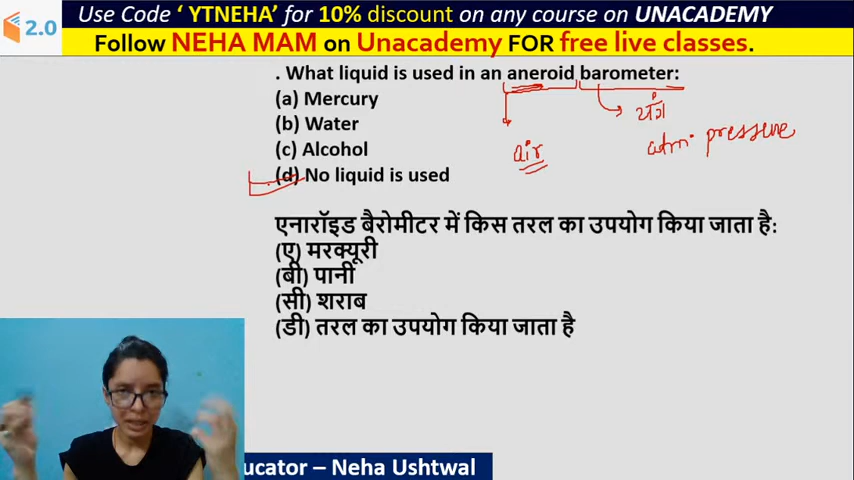 2.0
Use Code ‘ YTNEHA’ for 10% discount on any course on UNACADEMY
Follow NEHA MAM on Unacademy FOR free live classes.
. What liquid is used in an aneroid barometer:
(a) Mercury
(b) Water
(c) Alcohol
(d) No liquid is used
air
atm. pressure
एनारॉइड बैरोमीटर में किस तरल का उपयोग किया जाता है:
(ए) मरक्यूरी
(बी) पानी
(सी) शराब
(डी) तरल का उपयोग किया जाता है
ucator – Neha Ushtwal